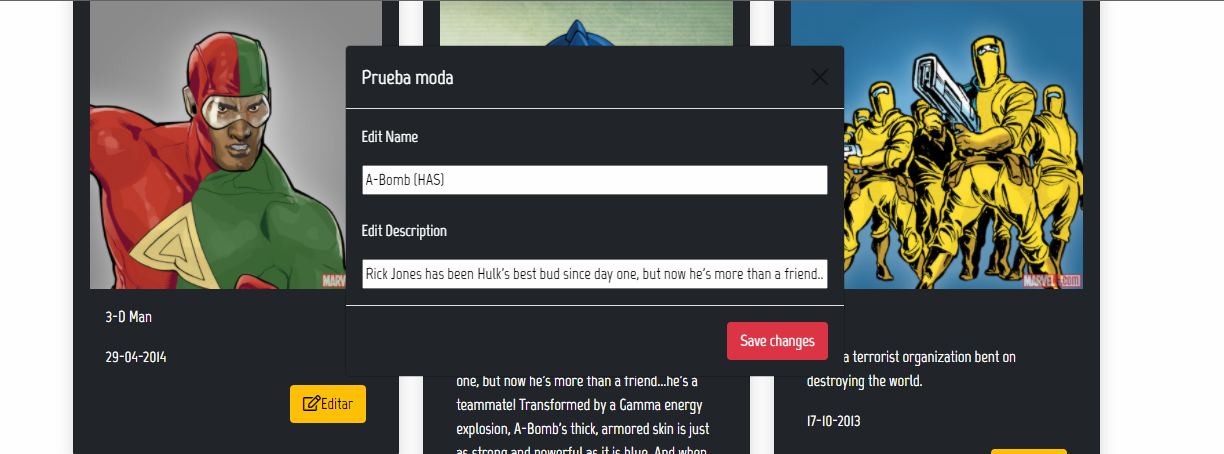 Prueba moda
Edit Name
A-Bomb (HAS)
Edit Description
Rick Jones has been Hulk's best bud since day one, but now he's more than a friend..
Save changes
MARV
3-D Man
29-04-2014
Editar
one, but now he's more than a friend...he's a
teammate! Transformed by a Gamma energy
explosion, A-Bomb's thick, armored skin is just
as strong and powerful as it is blue. And when
MARVEL.com
a terrorist organization bent on
destroying the world.
17-10-2013